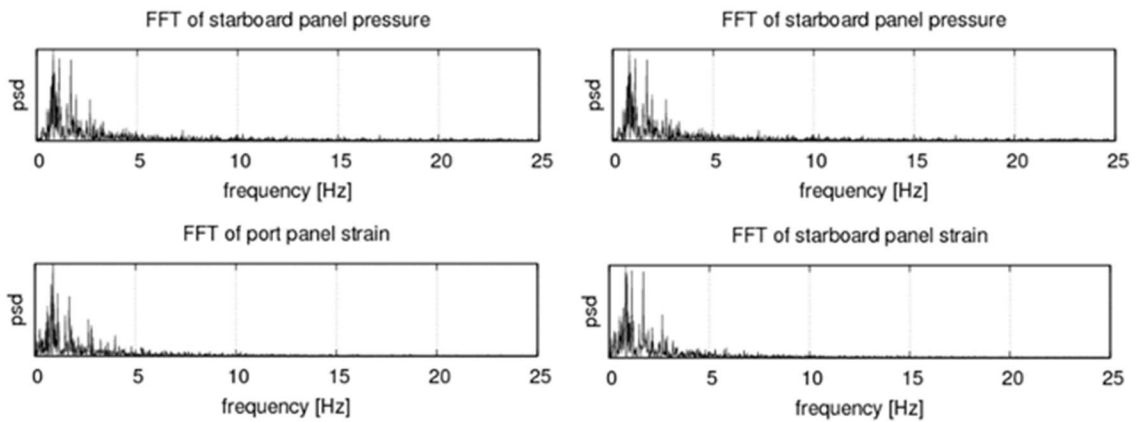 FFT of starboard panel pressure
psd
0 5 10 15 20 25
frequency [Hz]
FFT of starboard panel pressure
psd
0 5 10 15 20 25
frequency [Hz]
FFT of port panel strain
psd
0 5 10 15 20 25
frequency [Hz]
FFT of starboard panel strain
psd
0 5 10 15 20 25
frequency [Hz]